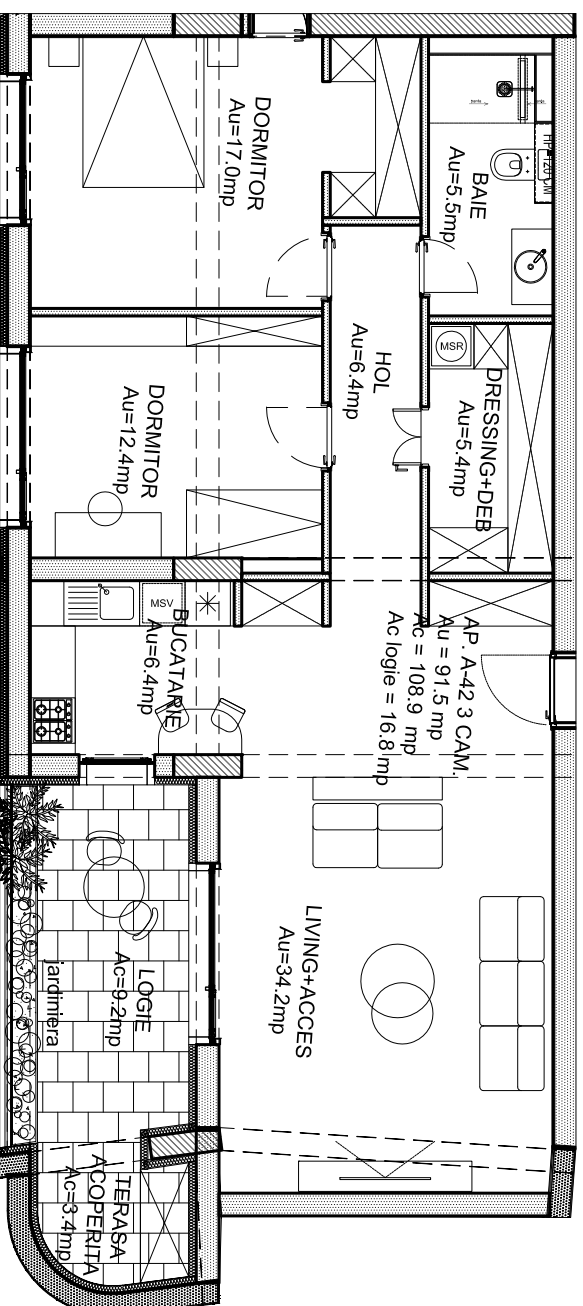 DORMITOR
Au=17.0mp
BAIE
Au=5.5mp
HOL
Au=6.4mp
MSR
DRESSING+DEB
Au=5.4mp
DORMITOR
Au=12.4mp
MSV
BUCATARIE
Au=6.4mp
AP. A-42 3 CAM.
Au = 91.5 mp
Ac = 108.9 mp
Ac logie = 16.8 mp
LIVING+ACCES
Au=34.2mp
LOGIE
Ac=9.2mp
jardiniera
TERASA
ACOPERITA
Ac=3.4mp